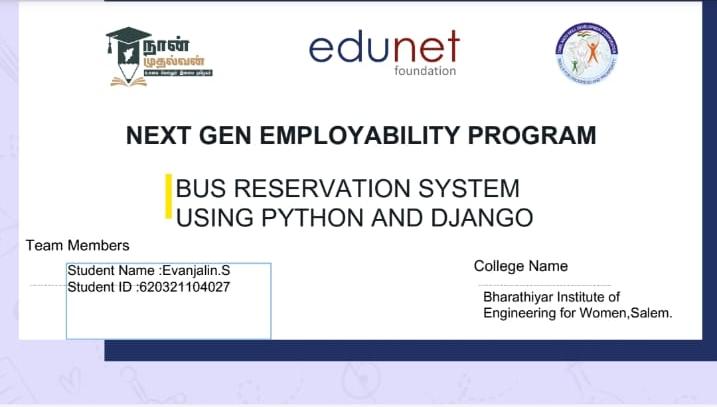 நான்
முதல்வன்
edunet
foundation
NEXT GEN EMPLOYABILITY PROGRAM
BUS RESERVATION SYSTEM
USING PYTHON AND DJANGO
Team Members
Student Name :Evanjalin.S
Student ID :620321104027
College Name
Bharathiyar Institute of
Engineering for Women,Salem.